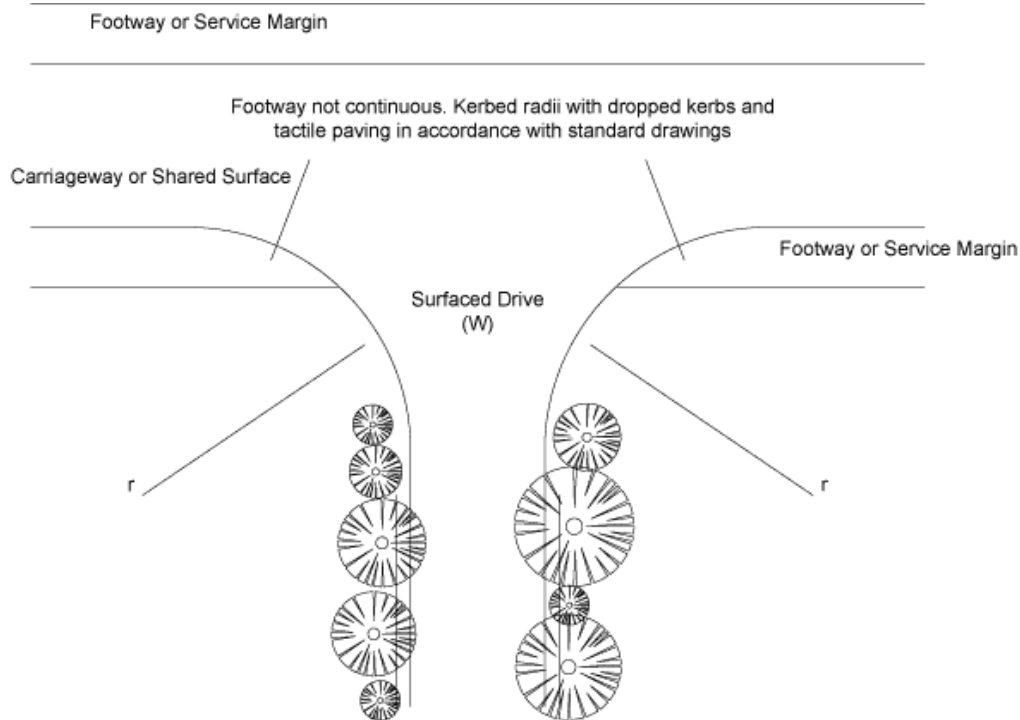 Footway or Service Margin
Footway not continuous. Kerbed radii with dropped kerbs and
tactile paving in accordance with standard drawings
Carriageway or Shared Surface
Footway or Service Margin
Surfaced Drive
(W)
r
r